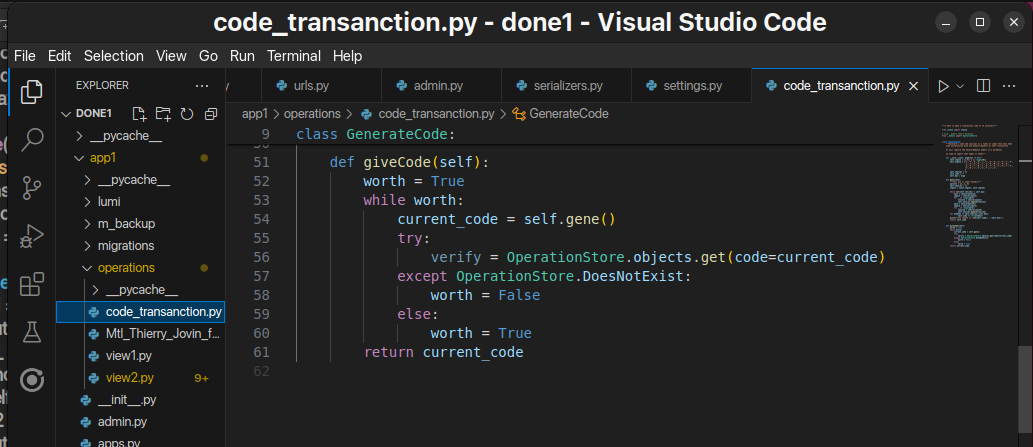 code_transanction.py - done1 - Visual Studio Code
File Edit Selection View Go Run Terminal Help
EXPLORER
DONE1
__pycache__
app1
__pycache__
lumi
m_backup
migrations
operations
__pycache__
code_transanction.py
Mtl_Thierry_Jovin_f...
view1.py
view2.py 9+
__init__.py
admin.py
apps.py
urls.py admin.py serializers.py settings.py code_transanction.py
app1 > operations > code_transanction.py > GenerateCode
9 class GenerateCode:
51 def giveCode(self):
52 worth = True
53 while worth:
54 current_code = self.gene()
55 try:
56 verify = OperationStore.objects.get(code=current_code)
57 except OperationStore.DoesNotExist:
58 worth = False
59 else:
60 worth = True
61 return current_code
62